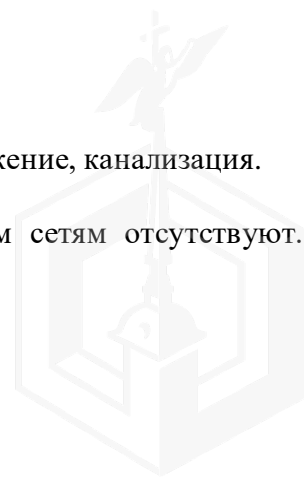 жение, канализация.
м сетям отсутствуют.